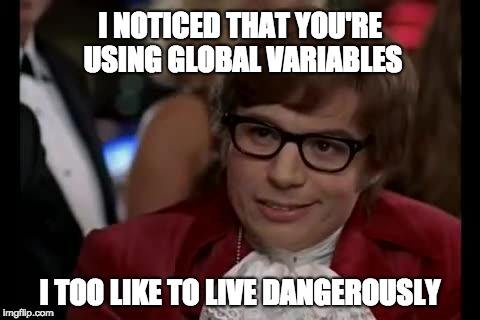 I NOTICED THAT YOU'RE
USING GLOBAL VARIABLES
I TOO LIKE TO LIVE DANGEROUSLY
imgflip.com